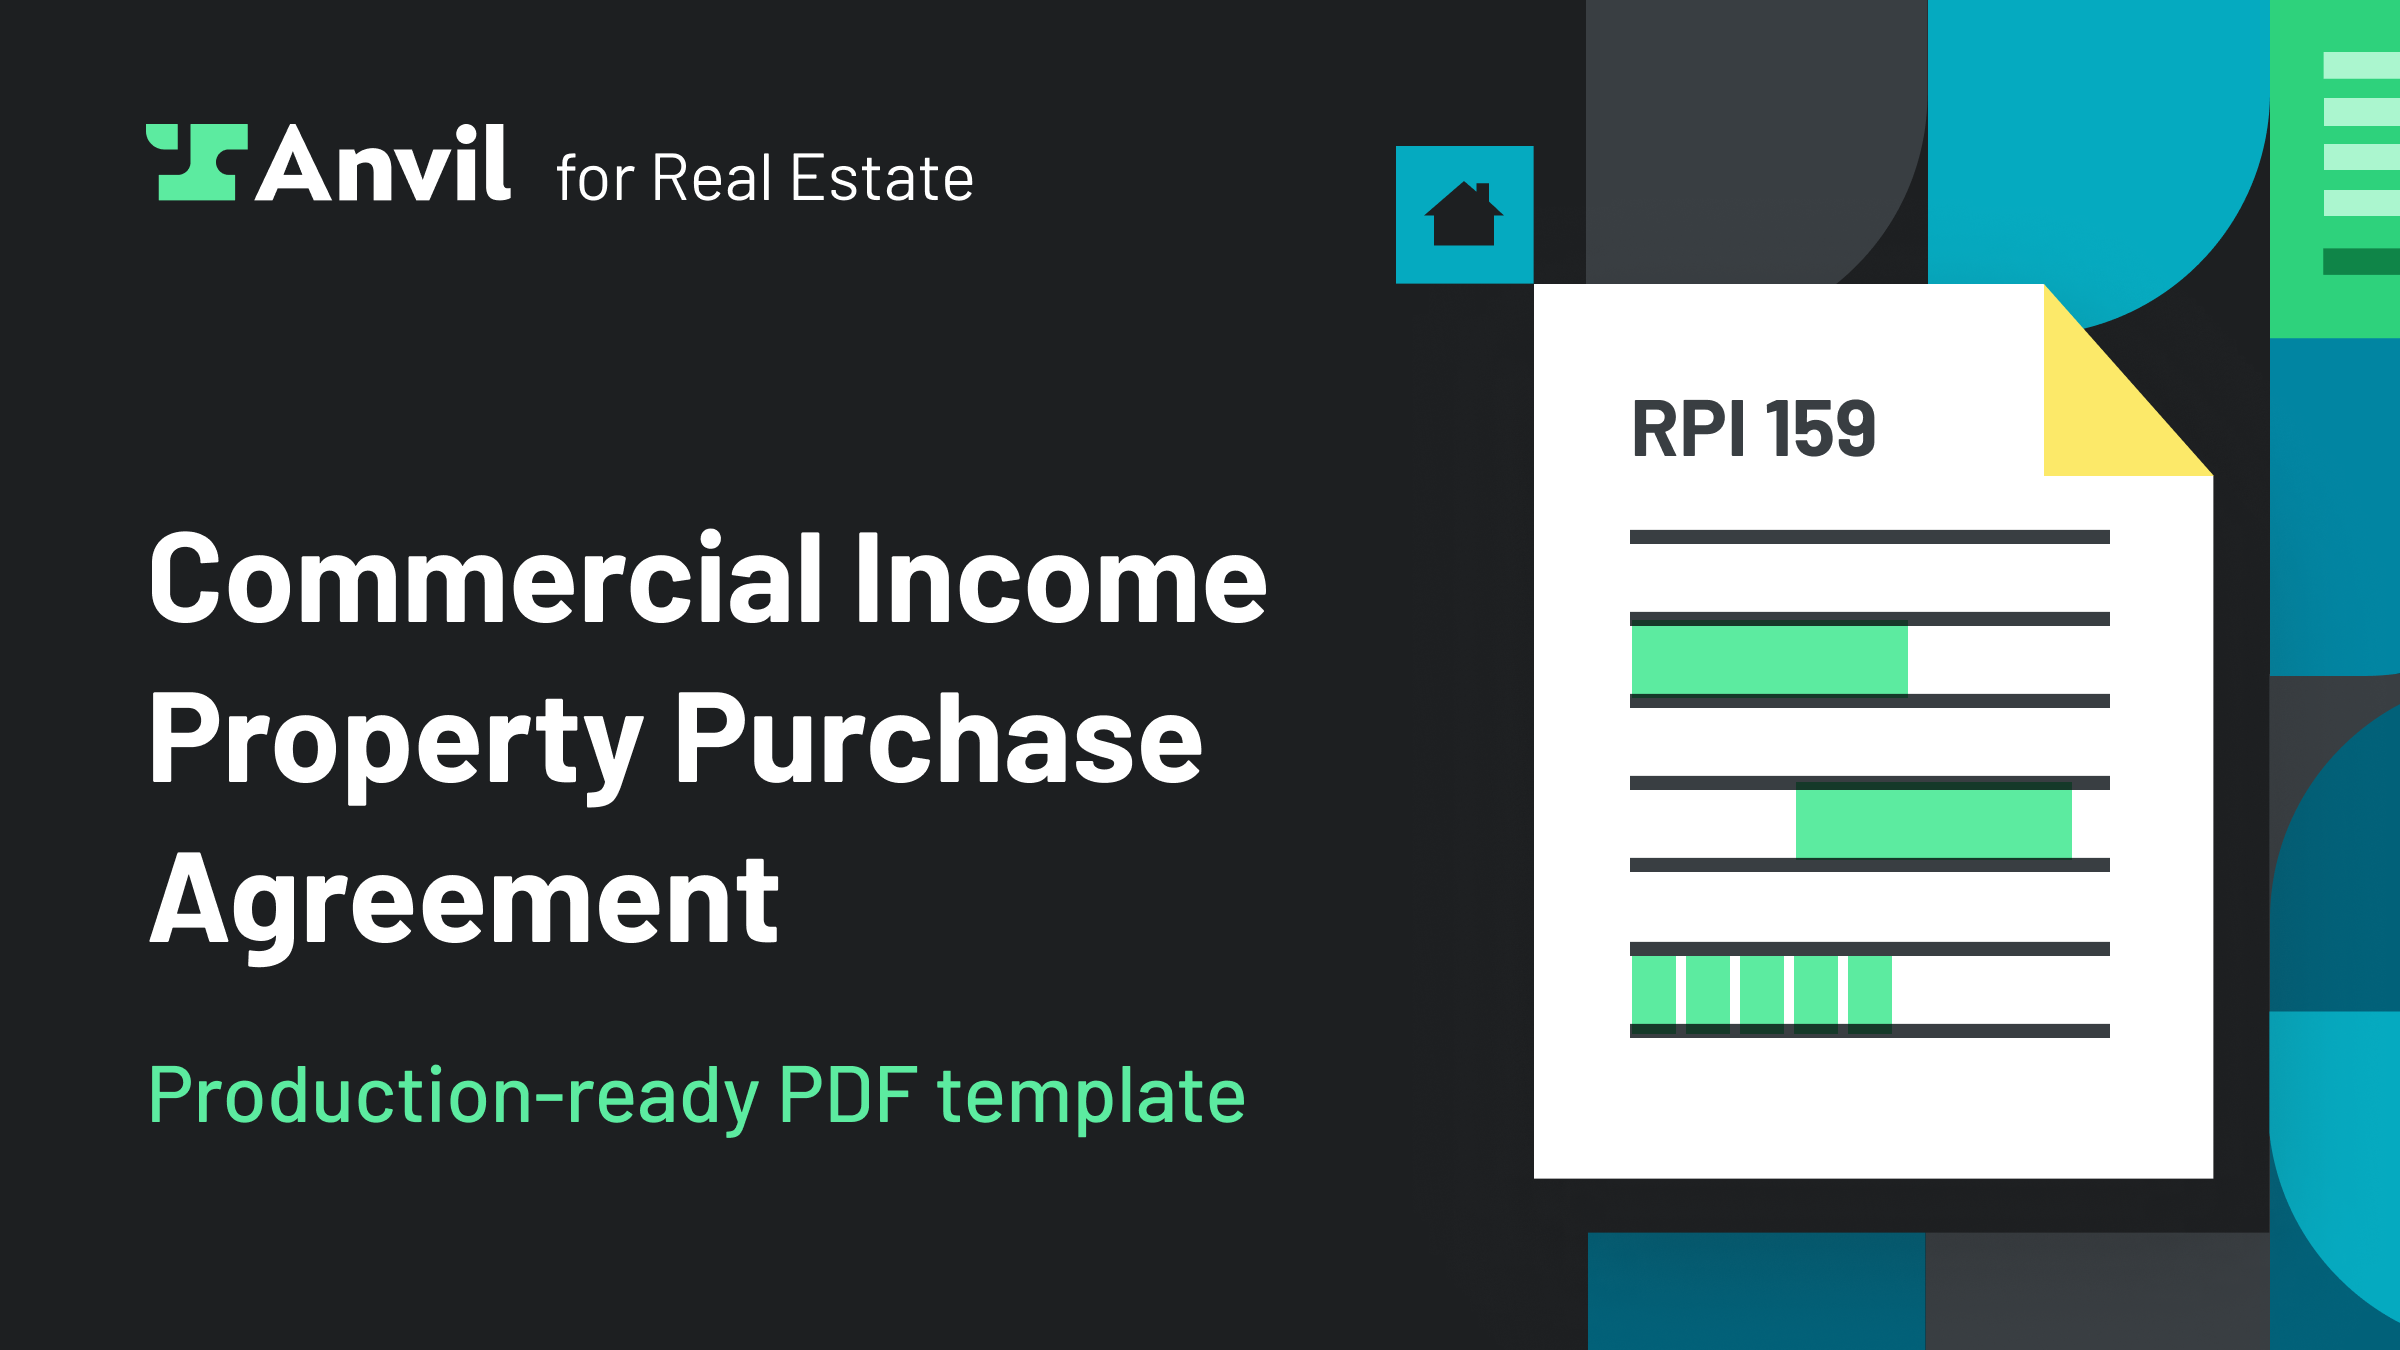 Anvil for Real Estate
RPI 159
Commercial Income
Property Purchase
Agreement
Production-ready PDF template